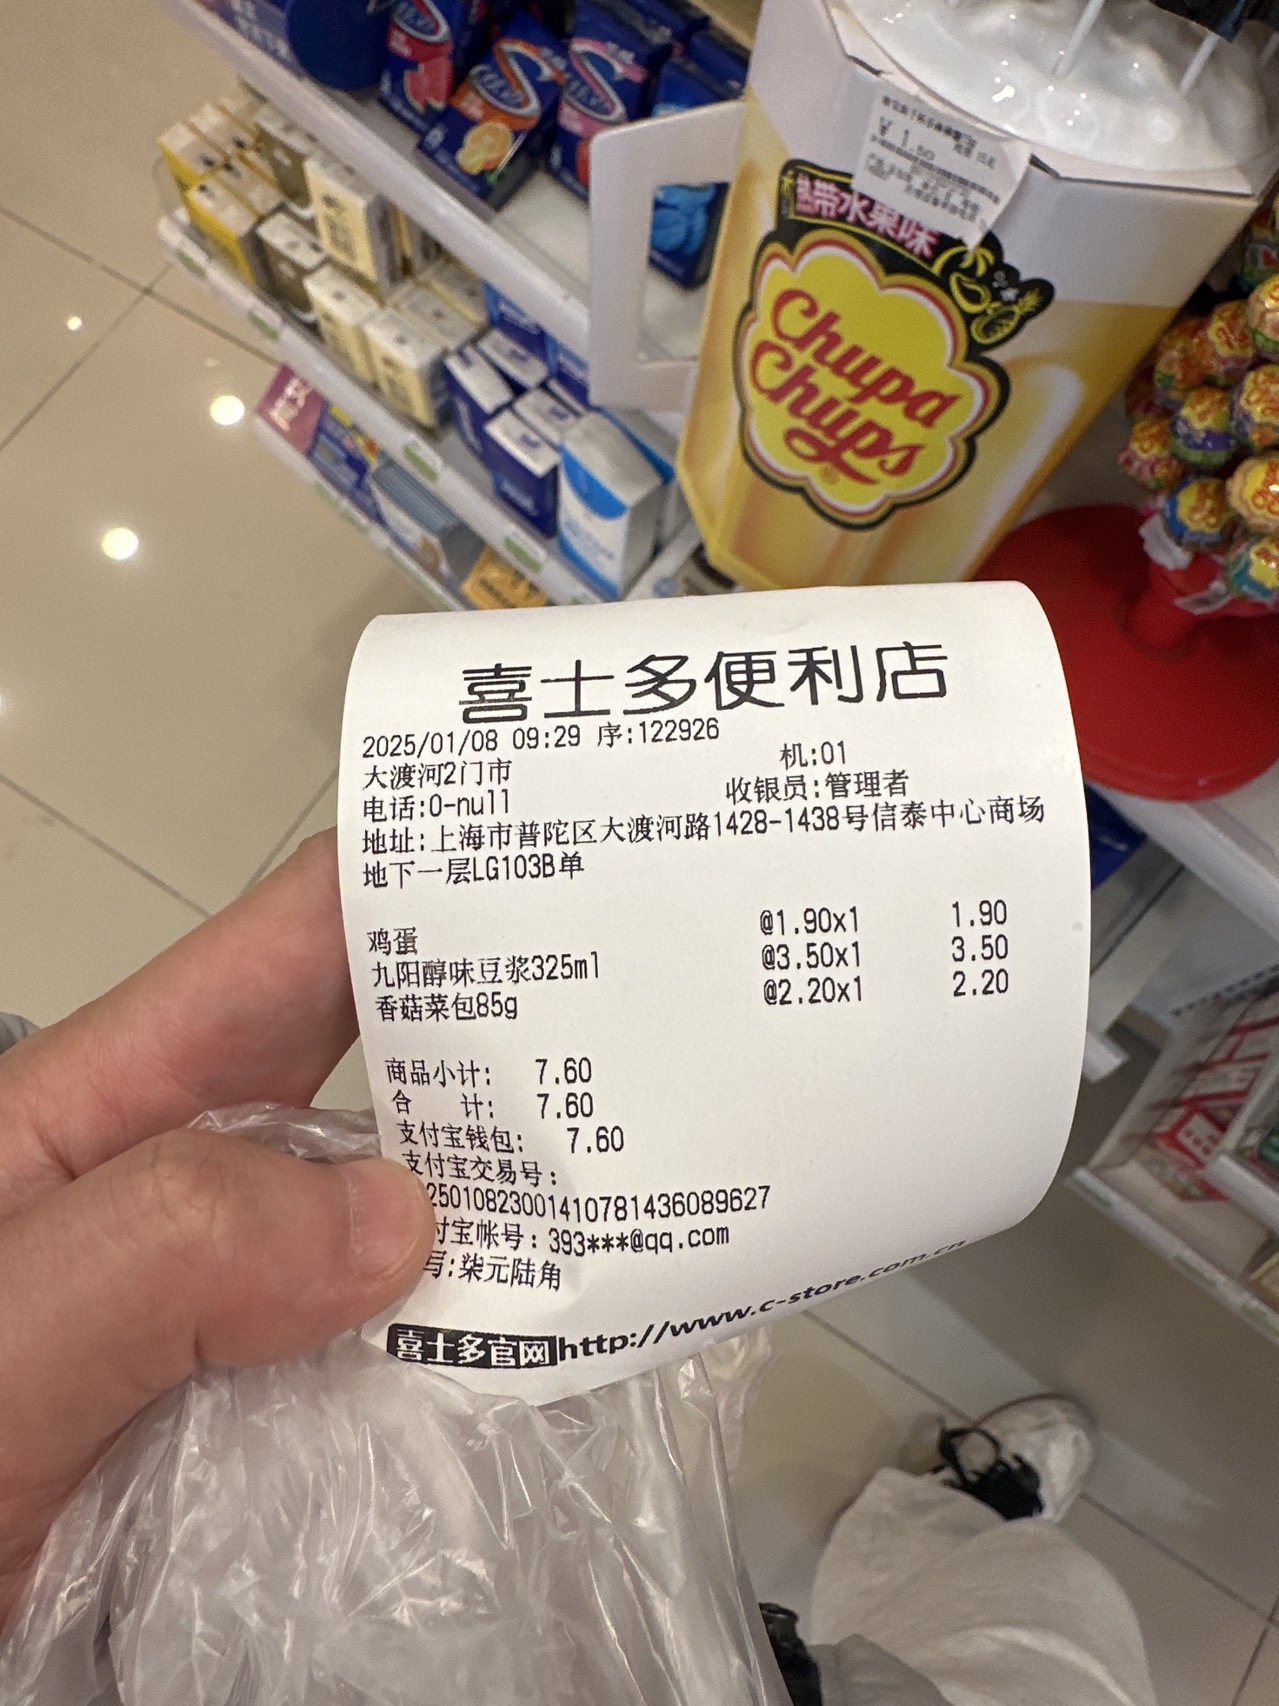 ¥ 1.50
热带水果味
Chupa
Chups
喜士多便利店
2025/01/08 09:29 序:122926
大渡河2门市 机:01
电话:0-null 收银员:管理者
地址:上海市普陀区大渡河路1428-1438号信泰中心商场
地下一层LG103B单
鸡蛋 @1.90x1 1.90
九阳醇味豆浆325ml @3.50x1 3.50
香菇菜包85g @2.20x1 2.20
商品小计: 7.60
合 计: 7.60
支付宝钱包: 7.60
支付宝交易号:
25010823001410781436089627
付宝帐号:393***@qq.com
写:柒元陆角
喜士多官网http://www.c-store.com.cn